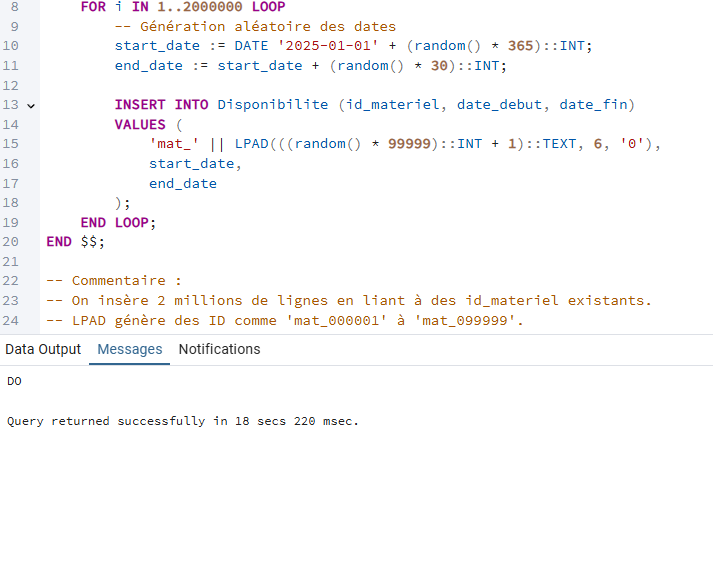 8 FOR i IN 1..2000000 LOOP
9 -- Génération aléatoire des dates
10 start_date := DATE '2025-01-01' + (random() * 365)::INT;
11 end_date := start_date + (random() * 30)::INT;
12
13 INSERT INTO Disponibilite (id_materiel, date_debut, date_fin)
14 VALUES (
15 'mat_' || LPAD(((random() * 99999)::INT + 1)::TEXT, 6, '0'),
16 start_date,
17 end_date
18 );
19 END LOOP;
20 END $$;
21
22 -- Commentaire :
23 -- On insère 2 millions de lignes en liant à des id_materiel existants.
24 -- LPAD génère des ID comme 'mat_000001' à 'mat_099999'.
Data Output Messages Notifications
DO
Query returned successfully in 18 secs 220 msec.